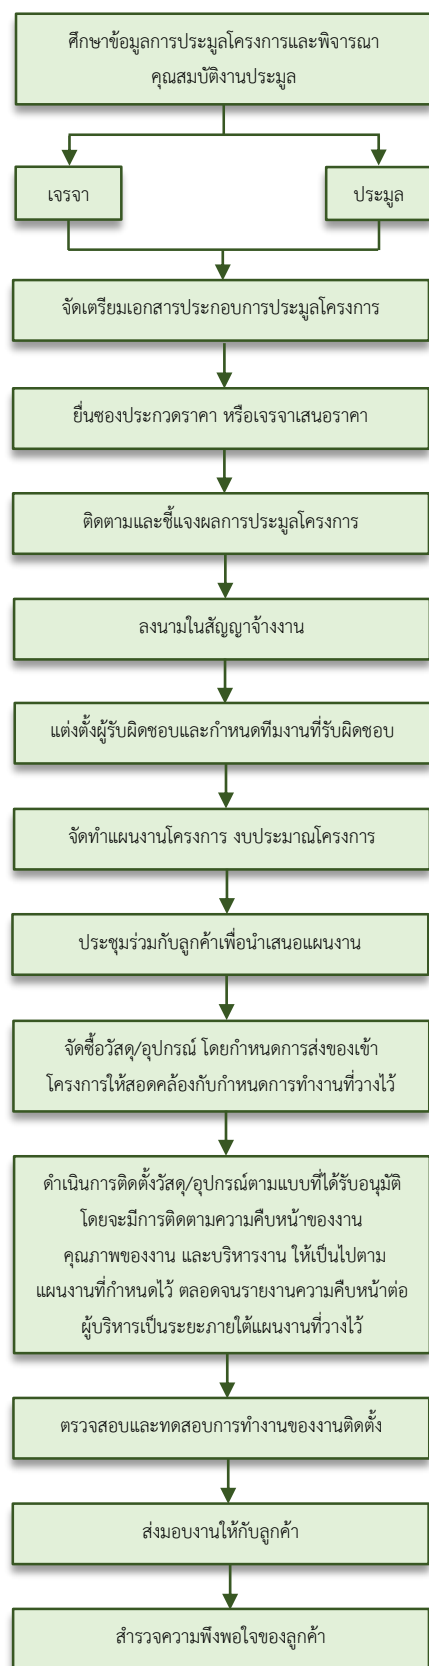 ศึกษาข้อมูลการประมูลโครงการและพิจารณา
คุณสมบัติงานประมูล
เจรจา
ประมูล
จัดเตรียมเอกสารประกอบการประมูลโครงการ
ยื่นซองประกวดราคา หรือเจรจาเสนอราคา
ติดตามและชี้แจงผลการประมูลโครงการ
ลงนามในสัญญาจ้างงาน
แต่งตั้งผู้รับผิดชอบและกำหนดทีมงานที่รับผิดชอบ
จัดทำแผนงานโครงการ งบประมาณโครงการ
ประชุมร่วมกับลูกค้าเพื่อนำเสนอแผนงาน
จัดซื้อวัสดุ/อุปกรณ์ โดยกำหนดการส่งของเข้า
โครงการให้สอดคล้องกับกำหนดการทำงานที่วางไว้
ดำเนินการติดตั้งวัสดุ/อุปกรณ์ตามแบบที่ได้รับอนุมัติ
โดยจะมีการติดตามความคืบหน้าของงาน
คุณภาพของงาน และบริหารงาน ให้เป็นไปตาม
แผนงานที่กำหนดไว้ ตลอดจนรายงานความคืบหน้าต่อ
ผู้บริหารเป็นระยะภายใต้แผนงานที่วางไว้
ตรวจสอบและทดสอบการทำงานของงานติดตั้ง
ส่งมอบงานให้กับลูกค้า
สำรวจความพึงพอใจของลูกค้า